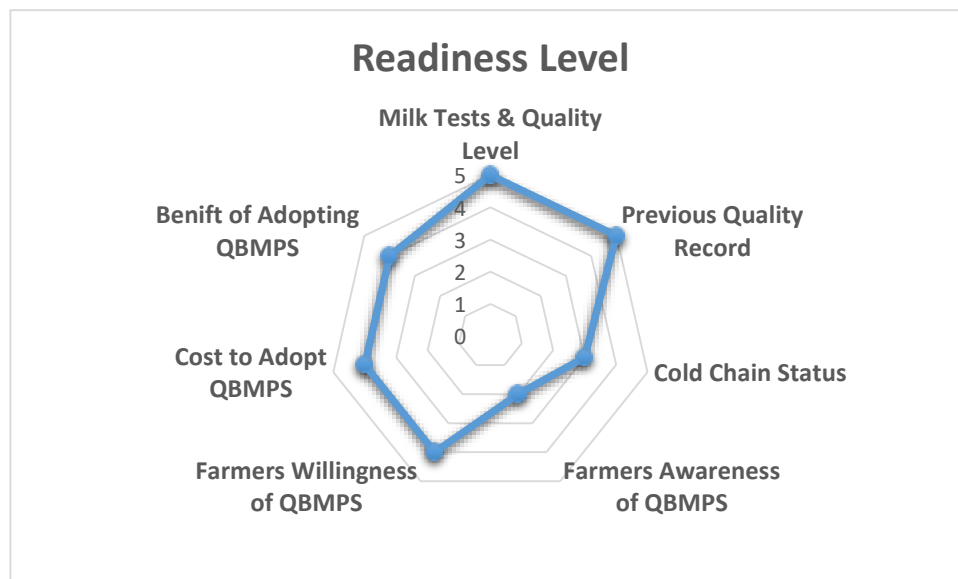 Readiness Level
Milk Tests & Quality
Level
Previous Quality
Record
Cold Chain Status
Farmers Awareness
of QBMPS
Farmers Willingness
of QBMPS
Cost to Adopt
QBMPS
Benift of Adopting
QBMPS
5
4
3
2
1
0